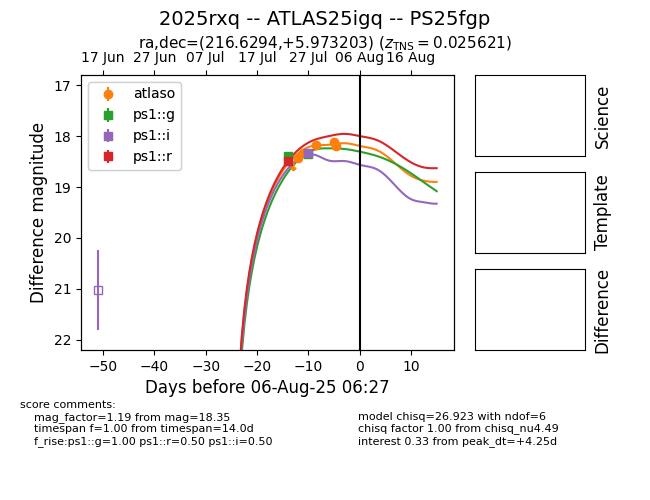 2025rxq -- ATLAS25igq -- PS25fgp
ra,dec=(216.6294,+5.973203) (z_TNS = 0.025621)
17 Jun 27 Jun 07 Jul 17 Jul 27 Jul 06 Aug 16 Aug
atlaso
ps1::g
ps1::i
ps1::r
17
18
19
20
21
22
Difference magnitude
−50 −40 −30 −20 −10 0 10
Days before 06-Aug-25 06:27
Science
Template
Difference
score comments:
mag_factor=1.19 from mag=18.35
timespan f=1.00 from timespan=14.0d
f_rise:ps1::g=1.00 ps1::r=0.50 ps1::i=0.50
model chisq=26.923 with ndof=6
chisq factor 1.00 from chisq_nu4.49
interest 0.33 from peak_dt=+4.25d